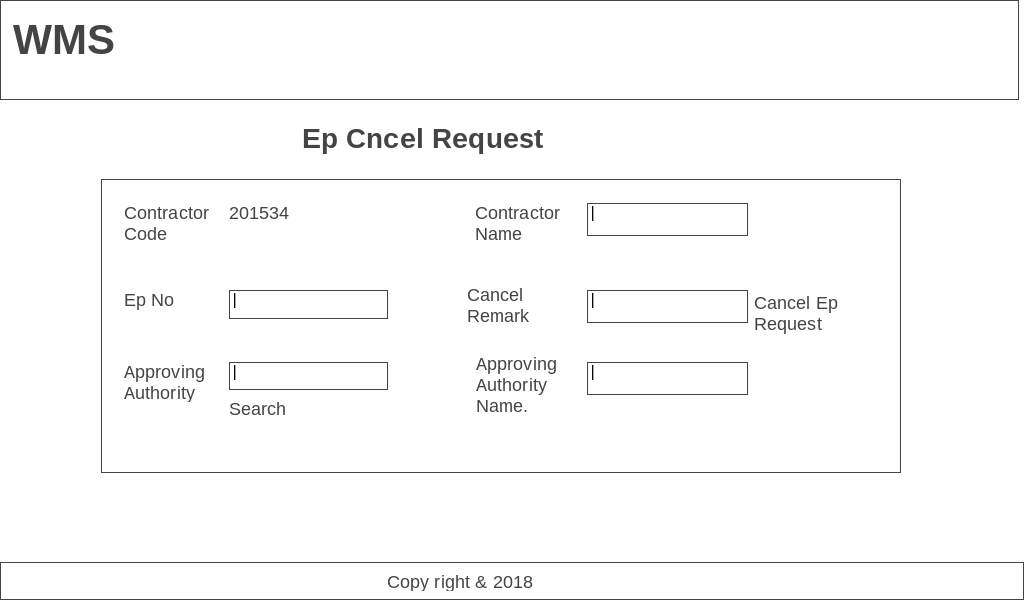 WMS
Ep Cncel Request
Contractor
Code
201534
Contractor
Name
Ep No
Cancel
Remark
Cancel Ep
Request
Approving
Authority
Search
Approving
Authority
Name.
Copy right & 2018